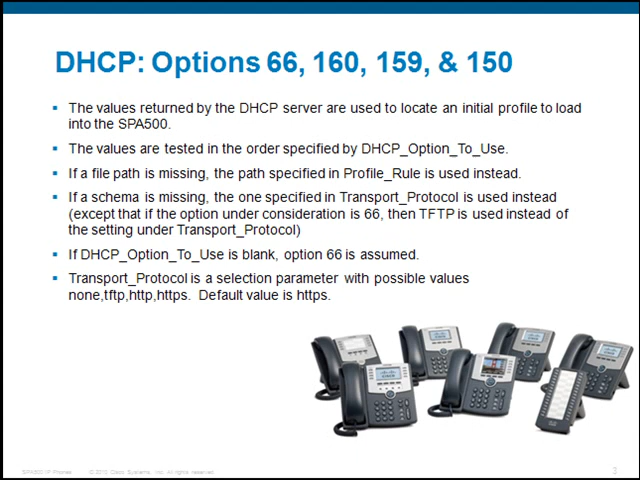 DHCP: Options 66, 160, 159, & 150
The values returned by the DHCP server are used to locate an initial profile to load
into the SPA500.
The values are tested in the order specified by DHCP_Option_To_Use.
If a file path is missing, the path specified in Profile_Rule is used instead.
If a schema is missing, the one specified in Transport_Protocol is used instead
(except that if the option under consideration is 66, then TFTP is used instead of
the setting under Transport_Protocol)
If DHCP_Option_To_Use is blank, option 66 is assumed.
Transport_Protocol is a selection parameter with possible values
none,tftp,http,https. Default value is https.
SPA500 IP Phones © 2010 Cisco Systems, Inc. All rights reserved. 3